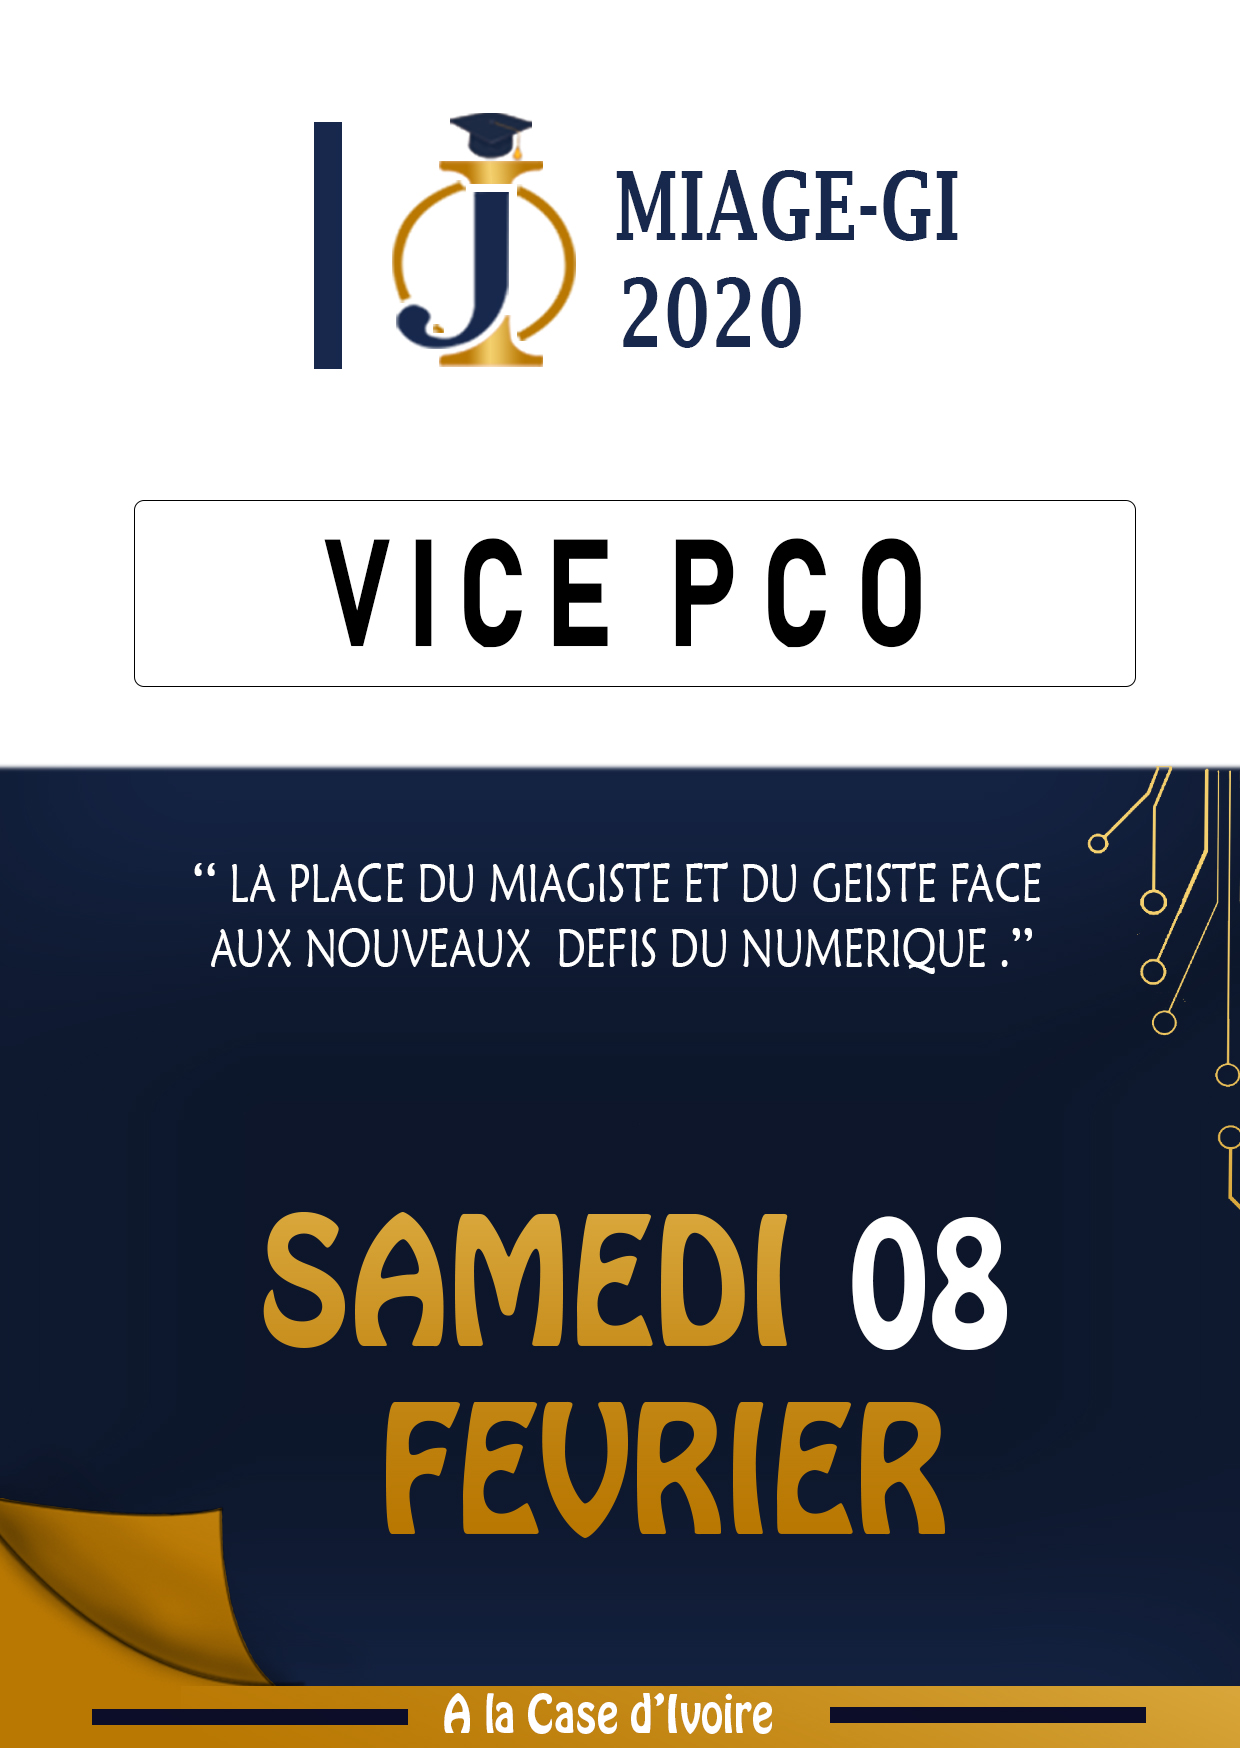 J
MIAGE-GI
2020
VICE PCO
‘‘ LA PLACE DU MIAGISTE ET DU GEISTE FACE
AUX NOUVEAUX DEFIS DU NUMERIQUE .’’
SAMEDI 08
FEVRIER
A la Case d’Ivoire